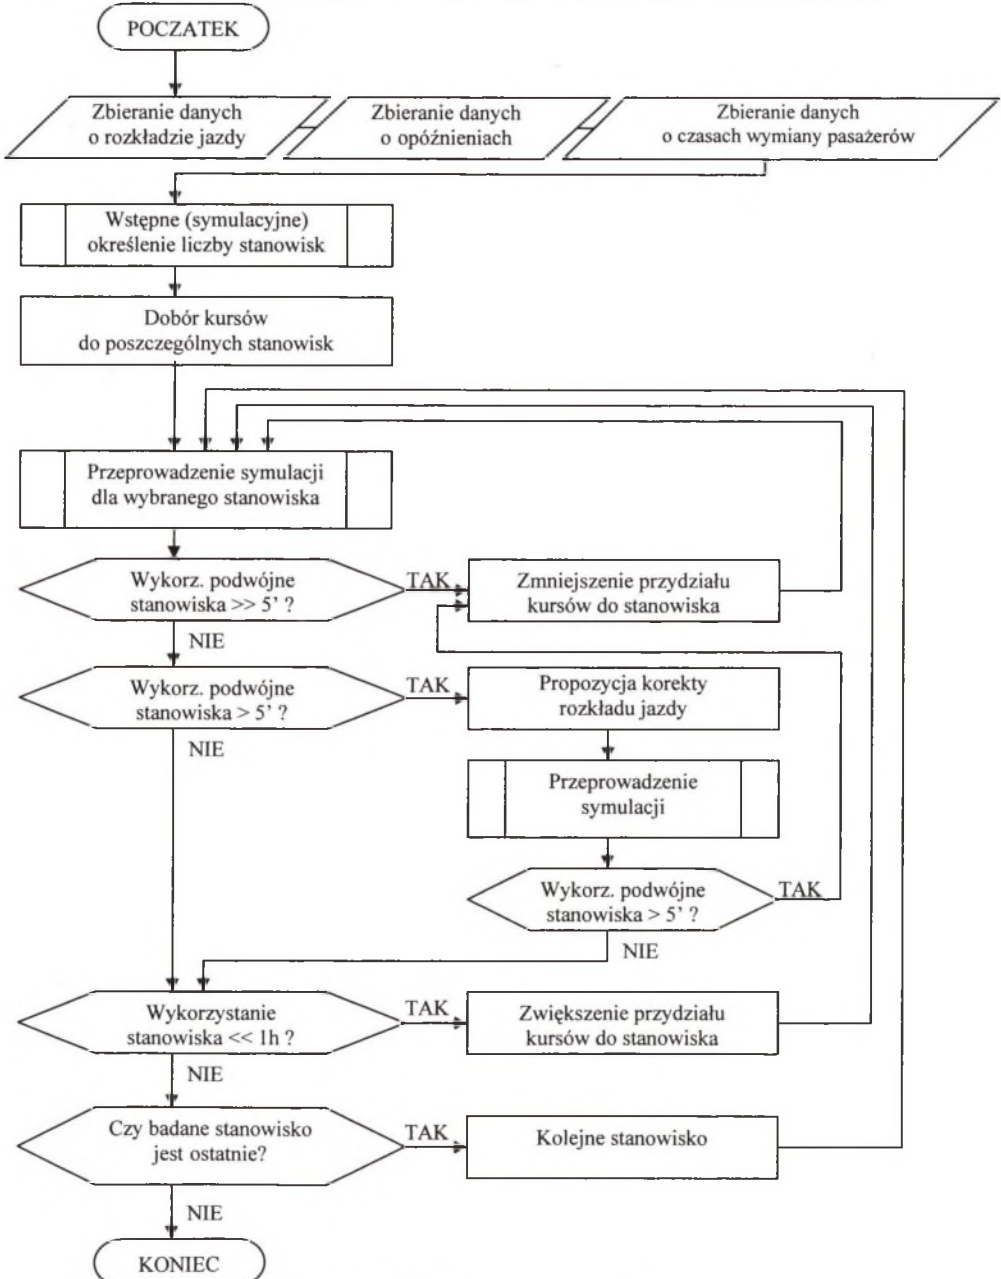 POCZATEK
Zbieranie danych
o rozkładzie jazdy
Zbieranie danych
o opóźnieniach
Zbieranie danych
o czasach wymiany pasażerów
Wstępne (symulacyjne)
określenie liczby stanowisk
Dobór kursów
do poszczególnych stanowisk
Przeprowadzenie symulacji
dla wybranego stanowiska
Wykorz. podwójne
stanowiska >> 5' ?
TAK
Zmniejszenie przydziału
kursów do stanowiska
NIE
Wykorz. podwójne
stanowiska > 5' ?
TAK
Propozycja korekty
rozkładu jazdy
NIE
Przeprowadzenie
symulacji
Wykorz. podwójne
stanowiska > 5' ?
TAK
NIE
Wykorzystanie
stanowiska << 1h ?
TAK
Zwiększenie przydziału
kursów do stanowiska
NIE
Czy badane stanowisko
jest ostatnie?
TAK
Kolejne stanowisko
NIE
KONIEC